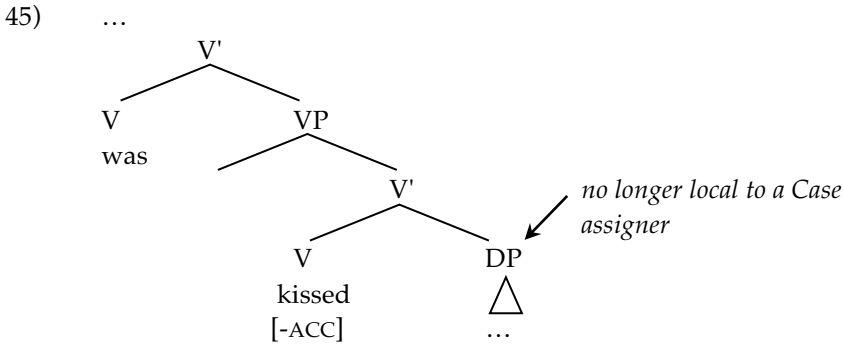 45) …
V'
V VP
was
V' no longer local to a Case
assigner
V DP
kissed
[-ACC] …